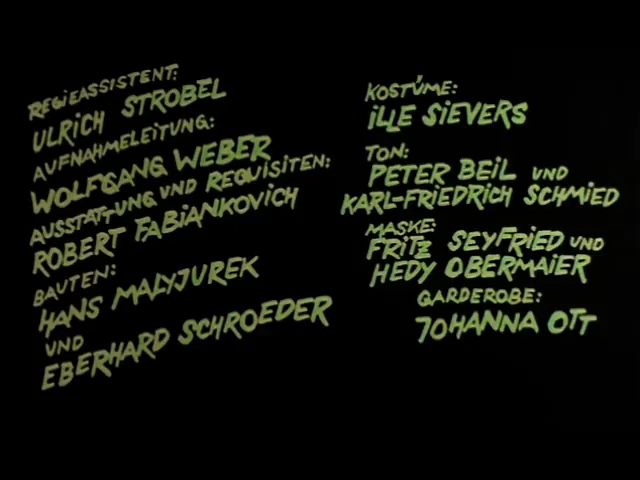 REGIEASSISTENT:
ULRICH STROBEL
AUFNAHMELEITUNG:
WOLFGANG WEBER
AUSSTATTUNG UND REQUISITEN:
ROBERT FABIANKOVICH
BAUTEN:
HANS MALYJUREK
UND
EBERHARD SCHROEDER
KOSTÜME:
ILLE SIEVERS
TON:
PETER BEIL UND
KARL-FRIEDRICH SCHMIED
MASKE:
FRITZ SEYFRIED UND
HEDY OBERMAIER
GARDEROBE:
JOHANNA OTT